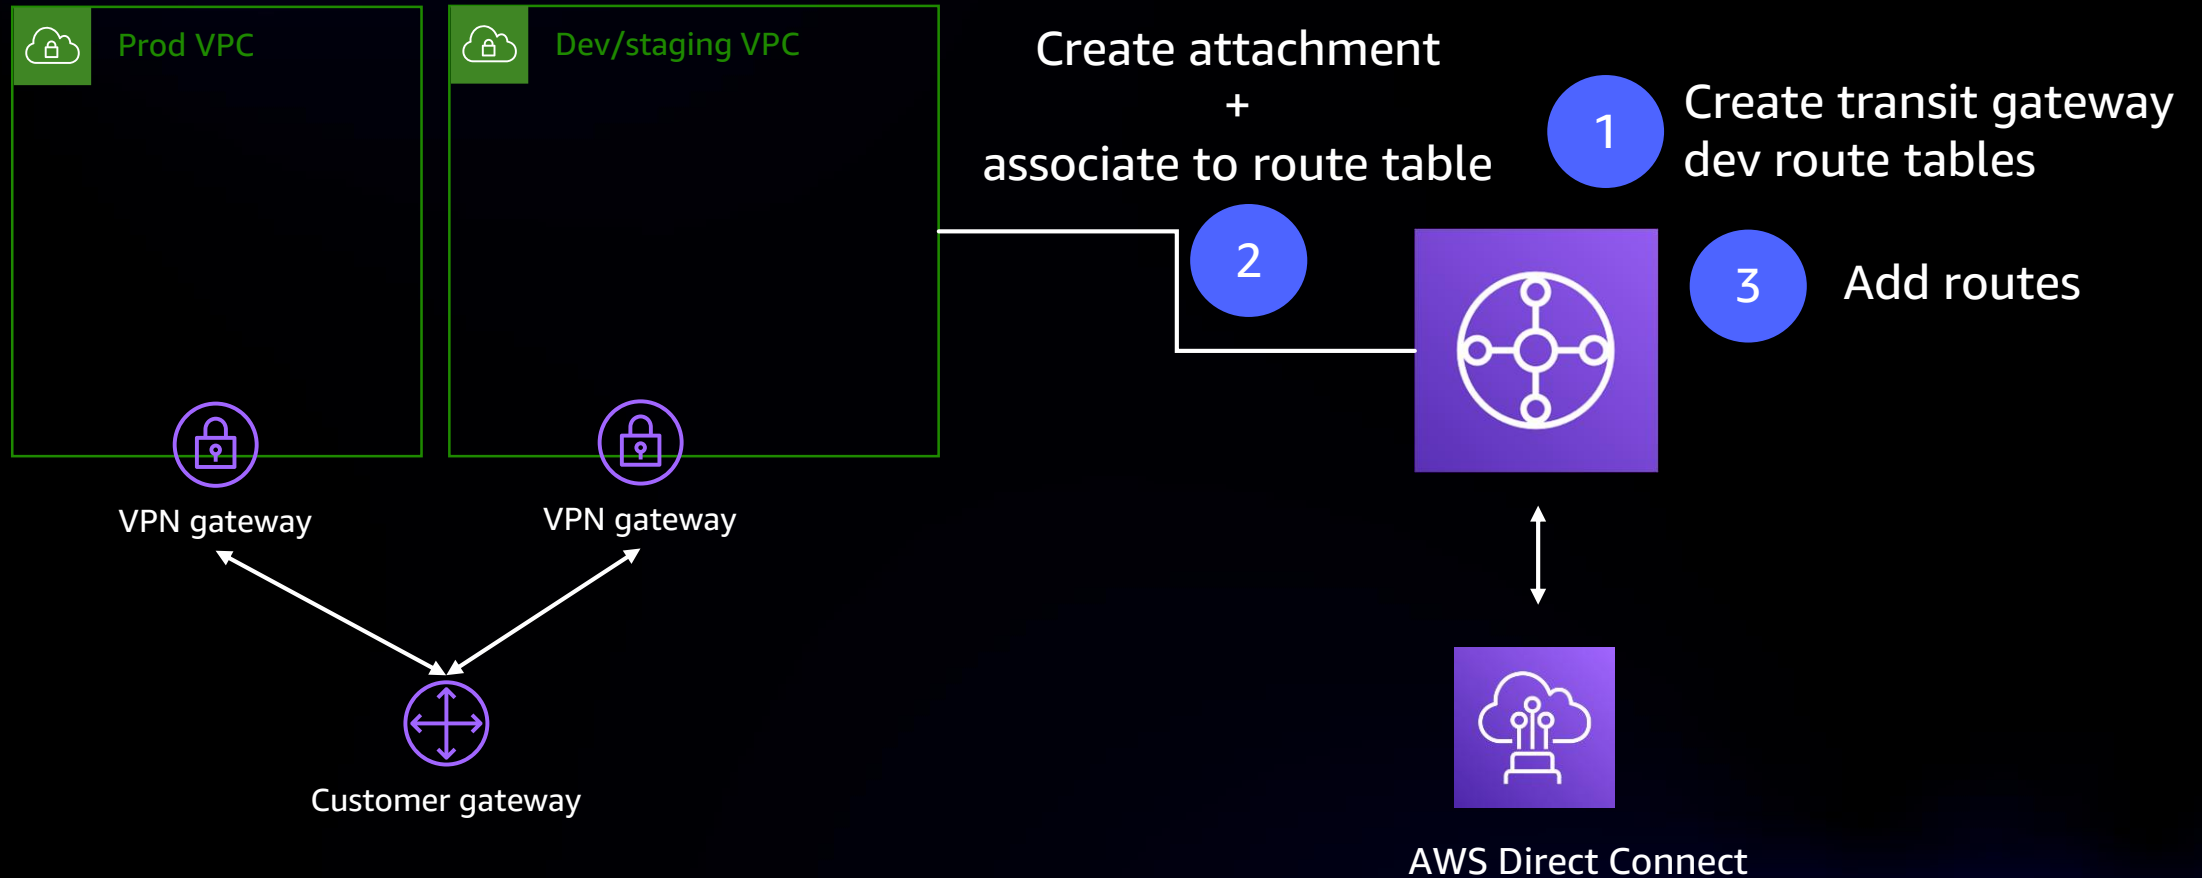 Prod VPC
Dev/staging VPC
Create attachment
+
associate to route table
1
Create transit gateway
dev route tables
2
3
Add routes
VPN gateway
VPN gateway
Customer gateway
AWS Direct Connect